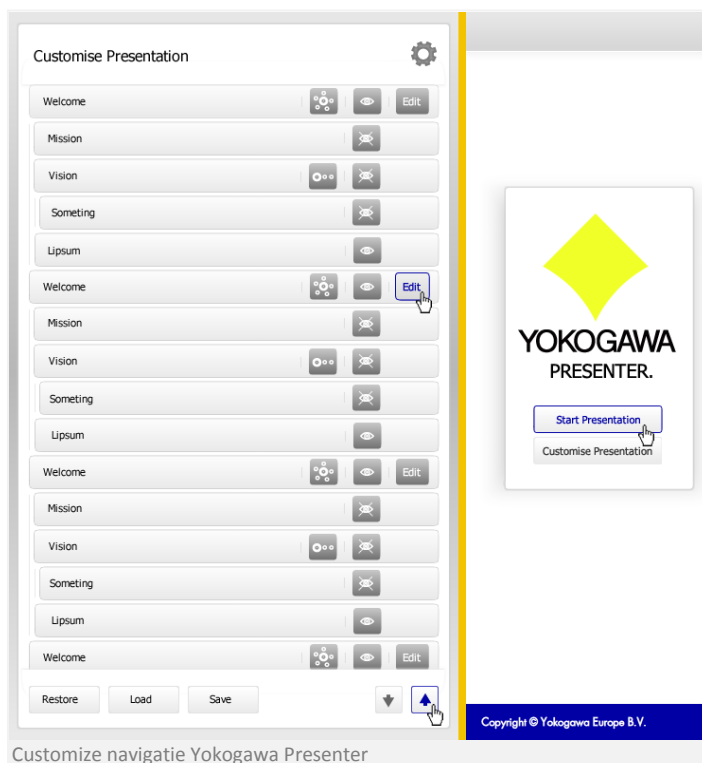 Customise Presentation
Welcome Edit
Mission
Vision
Someting
Lipsum
Welcome Edit
Mission
Vision
Someting
Lipsum
Welcome Edit
Mission
Vision
Someting
Lipsum
Welcome Edit
Restore Load Save
YOKOGAWA
PRESENTER.
Start Presentation
Customise Presentation
Copyright © Yokogawa Europe B.V.
Customize navigatie Yokogawa Presenter